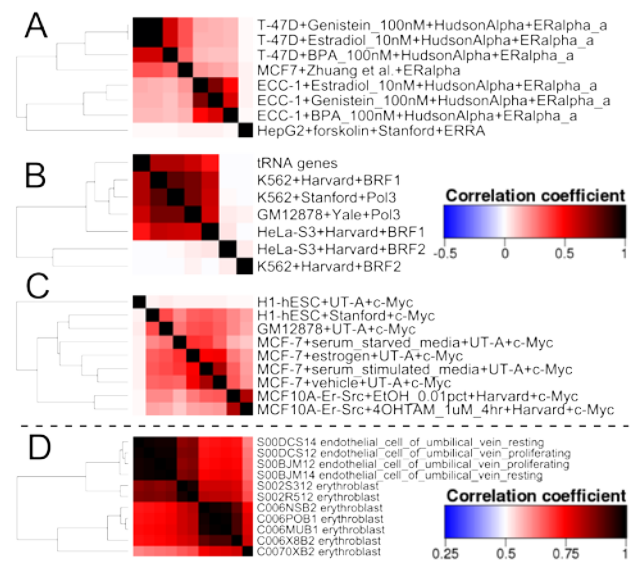 A
T-47D+Genistein_100nM+HudsonAlpha+ERalpha_a
T-47D+Estradiol_10nM+HudsonAlpha+ERalpha_a
T-47D+BPA_100nM+HudsonAlpha+ERalpha_a
MCF7+Zhuang et al.+ERalpha
ECC-1+Estradiol_10nM+HudsonAlpha+ERalpha_a
ECC-1+Genistein_100nM+HudsonAlpha+ERalpha_a
ECC-1+BPA_100nM+HudsonAlpha+ERalpha_a
HepG2+forskolin+Stanford+ERRA
B
tRNA genes
K562+Harvard+BRF1
K562+Stanford+Pol3
GM12878+Yale+Pol3
HeLa-S3+Harvard+BRF1
HeLa-S3+Harvard+BRF2
K562+Harvard+BRF2
Correlation coefficient
-0.5 0 0.5 1
C
H1-hESC+UT-A+c-Myc
H1-hESC+Stanford+c-Myc
GM12878+UT-A+c-Myc
MCF-7+serum_starved_media+UT-A+c-Myc
MCF-7+estrogen+UT-A+c-Myc
MCF-7+serum_stimulated_media+UT-A+c-Myc
MCF-7+vehicle+UT-A+c-Myc
MCF10A-Er-Src+EtOH_0.01pct+Harvard+c-Myc
MCF10A-Er-Src+4OHTAM_1uM_4hr+Harvard+c-Myc
D
S00DCS14 endothelial_cell_of_umbilical_vein_resting
S00DCS12 endothelial_cell_of_umbilical_vein_proliferating
S00BJM12 endothelial_cell_of_umbilical_vein_proliferating
S00BJM14 endothelial_cell_of_umbilical_vein_resting
S002S312 erythroblast
S002R512 erythroblast
C006NSB2 erythroblast
C006POB1 erythroblast
C006MUB1 erythroblast
C006X8B2 erythroblast
C0070XB2 erythroblast
Correlation coefficient
0.25 0.5 0.75 1